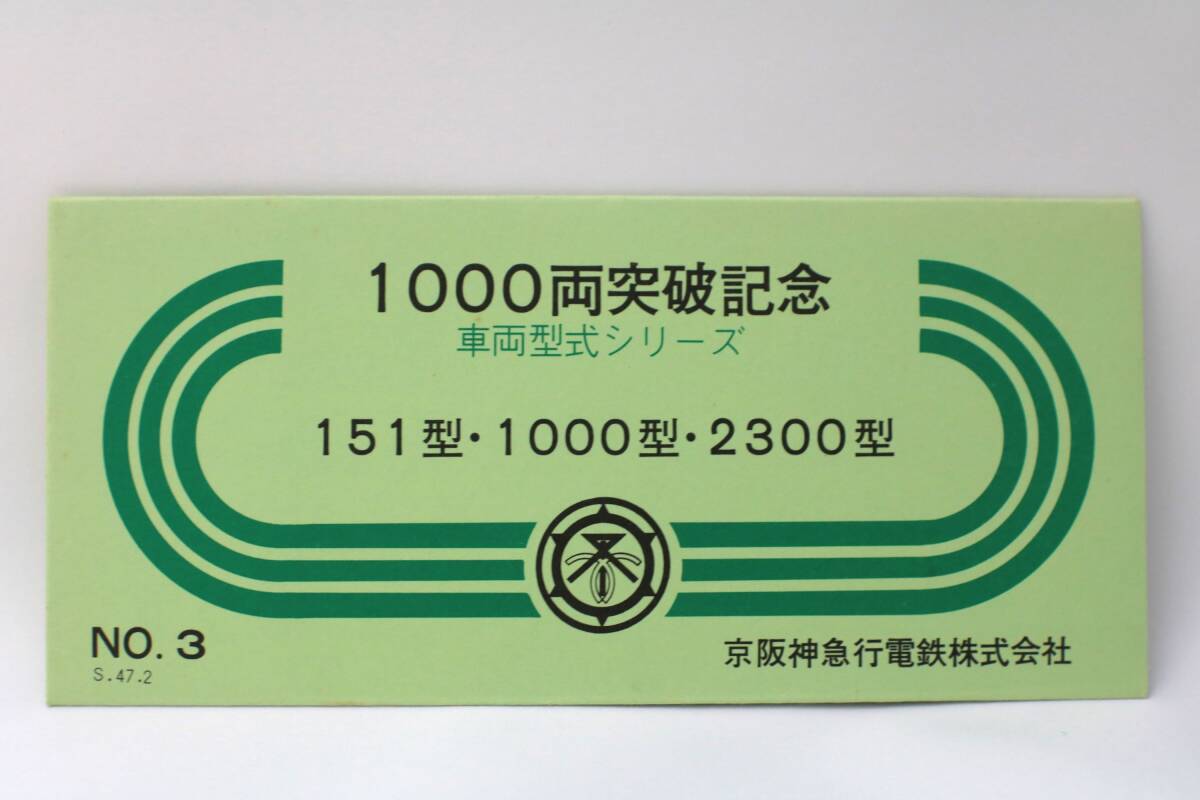 1000両突破記念
車両型式シリーズ
151型・1000型・2300型
NO. 3
S.47.2
京阪神急行電鉄株式会社